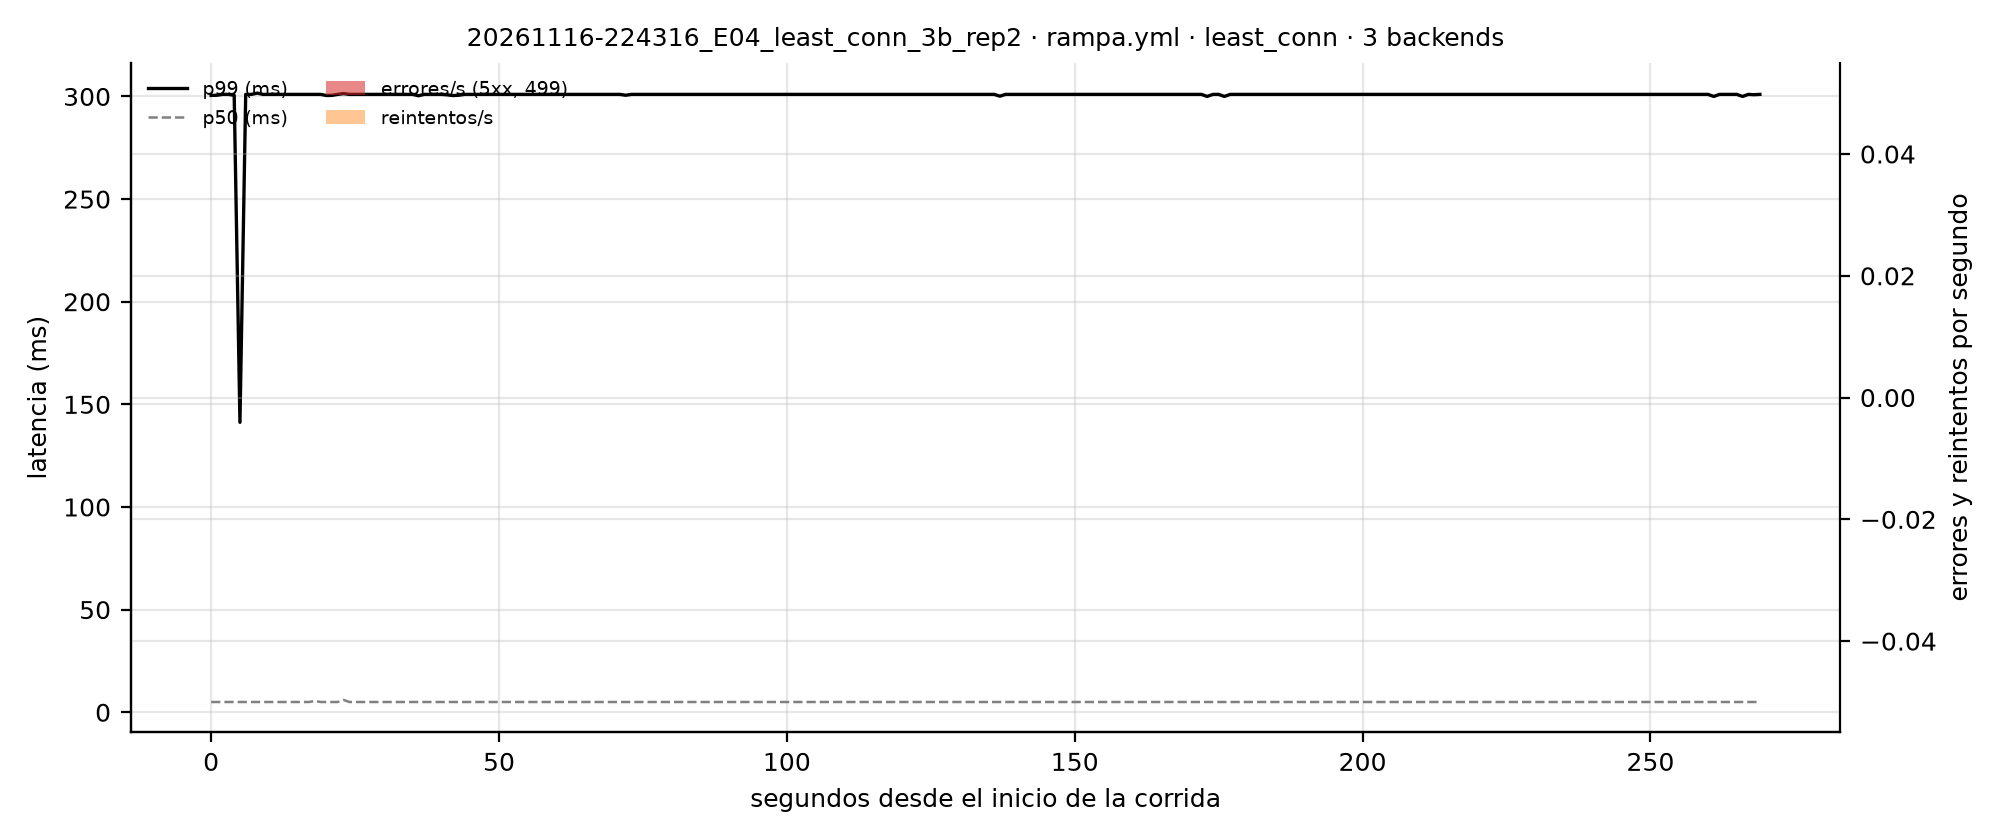 20261116-224316_E04_least_conn_3b_rep2 · rampa.yml · least_conn · 3 backends
p99 (ms)
p50 (ms)
errores/s (5xx, 499)
reintentos/s
latencia (ms)
300
250
200
150
100
50
0
0.04
0.02
0.00
−0.02
−0.04
errores y reintentos por segundo
0
50
100
150
200
250
segundos desde el inicio de la corrida